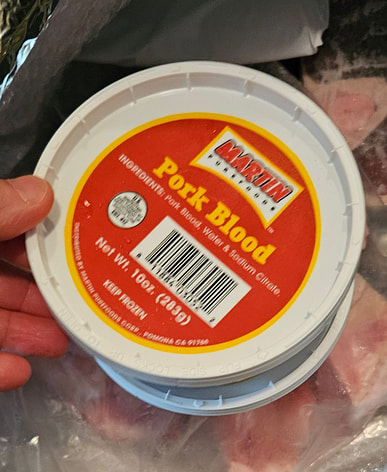 MARTIN
PUREFOODS
™
Pork Blood
INGREDIENTS: Pork Blood, Water & Sodium Citrate
Net Wt. 10oz. (283g)
KEEP FROZEN
DISTRIBUTED BY MARTIN PUREFOODS CORP., POMONA CA 91766